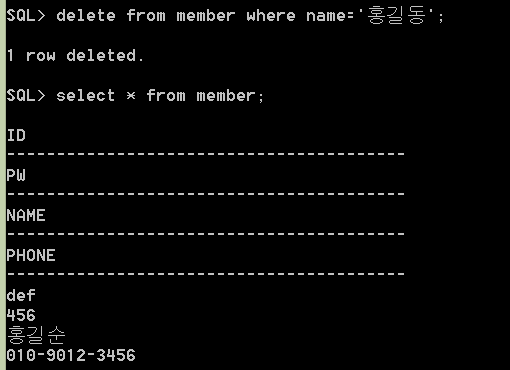 SQL> delete from member where name='홍길동';
1 row deleted.
SQL> select * from member;
ID
----------------------------------------
PW
----------------------------------------
NAME
----------------------------------------
PHONE
----------------------------------------
def
456
홍길순
010-9012-3456